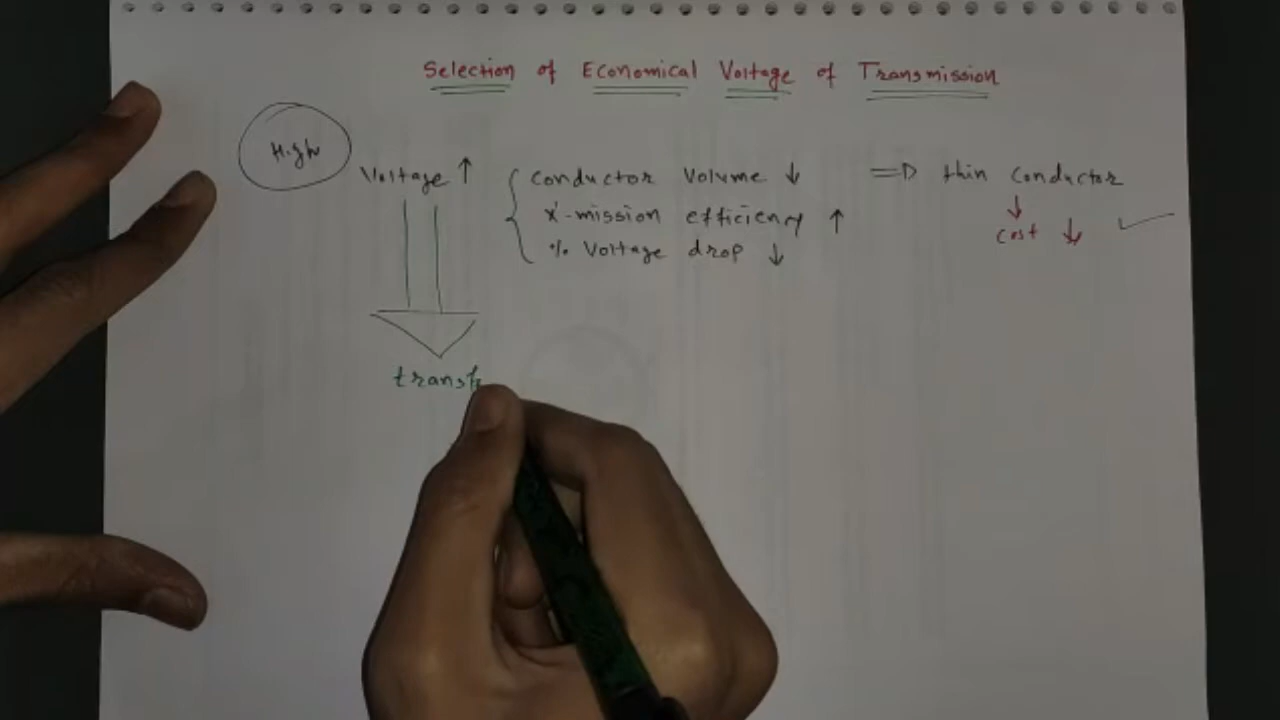 Selection of Economical Voltage of Transmission
High
Voltage ↑ { Conductor Volume ↓ => thin conductor
↓
x'-mission efficiency ↑ cost ↓ ✓
% Voltage drop ↓
transf